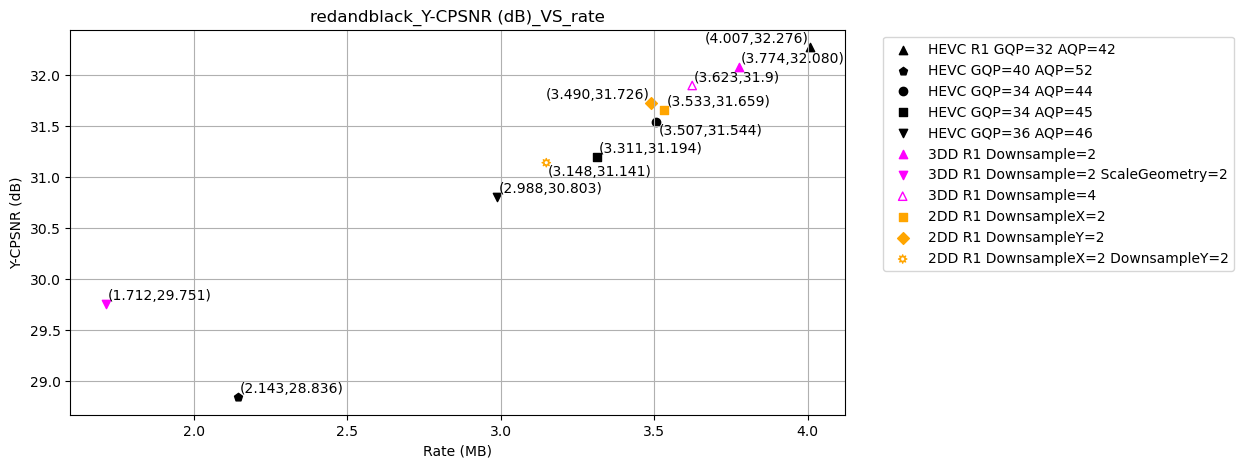 redandblack_Y-CPSNR (dB)_VS_rate
(4.007,32.276)
(3.774,32.080)
(3.623,31.9)
(3.490,31.726)
(3.533,31.659)
(3.507,31.544)
(3.311,31.194)
(3.148,31.141)
(2.988,30.803)
(1.712,29.751)
(2.143,28.836)
32.0
31.5
31.0
30.5
30.0
29.5
29.0
Y-CPSNR (dB)
2.0 2.5 3.0 3.5 4.0
Rate (MB)
HEVC R1 GQP=32 AQP=42
HEVC GQP=40 AQP=52
HEVC GQP=34 AQP=44
HEVC GQP=34 AQP=45
HEVC GQP=36 AQP=46
3DD R1 Downsample=2
3DD R1 Downsample=2 ScaleGeometry=2
3DD R1 Downsample=4
2DD R1 DownsampleX=2
2DD R1 DownsampleY=2
2DD R1 DownsampleX=2 DownsampleY=2